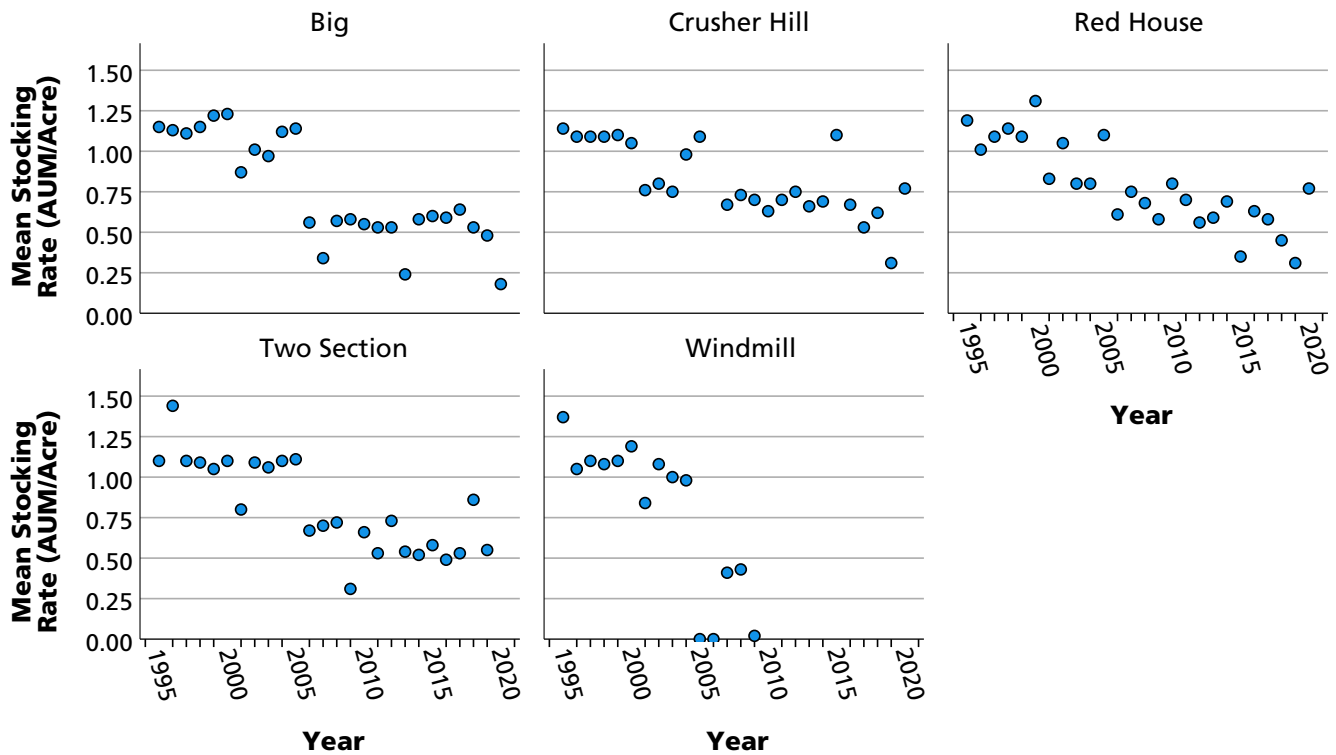 Big
Crusher Hill
Red House
Mean Stocking
Rate (AUM/Acre)
1.50
1.25
1.00
0.75
0.50
0.25
0.00
1995
2000
2005
2010
2015
2020
Year
Two Section
Windmill
Mean Stocking
Rate (AUM/Acre)
1.50
1.25
1.00
0.75
0.50
0.25
0.00
1995
2000
2005
2010
2015
2020
1995
2000
2005
2010
2015
2020
Year
Year